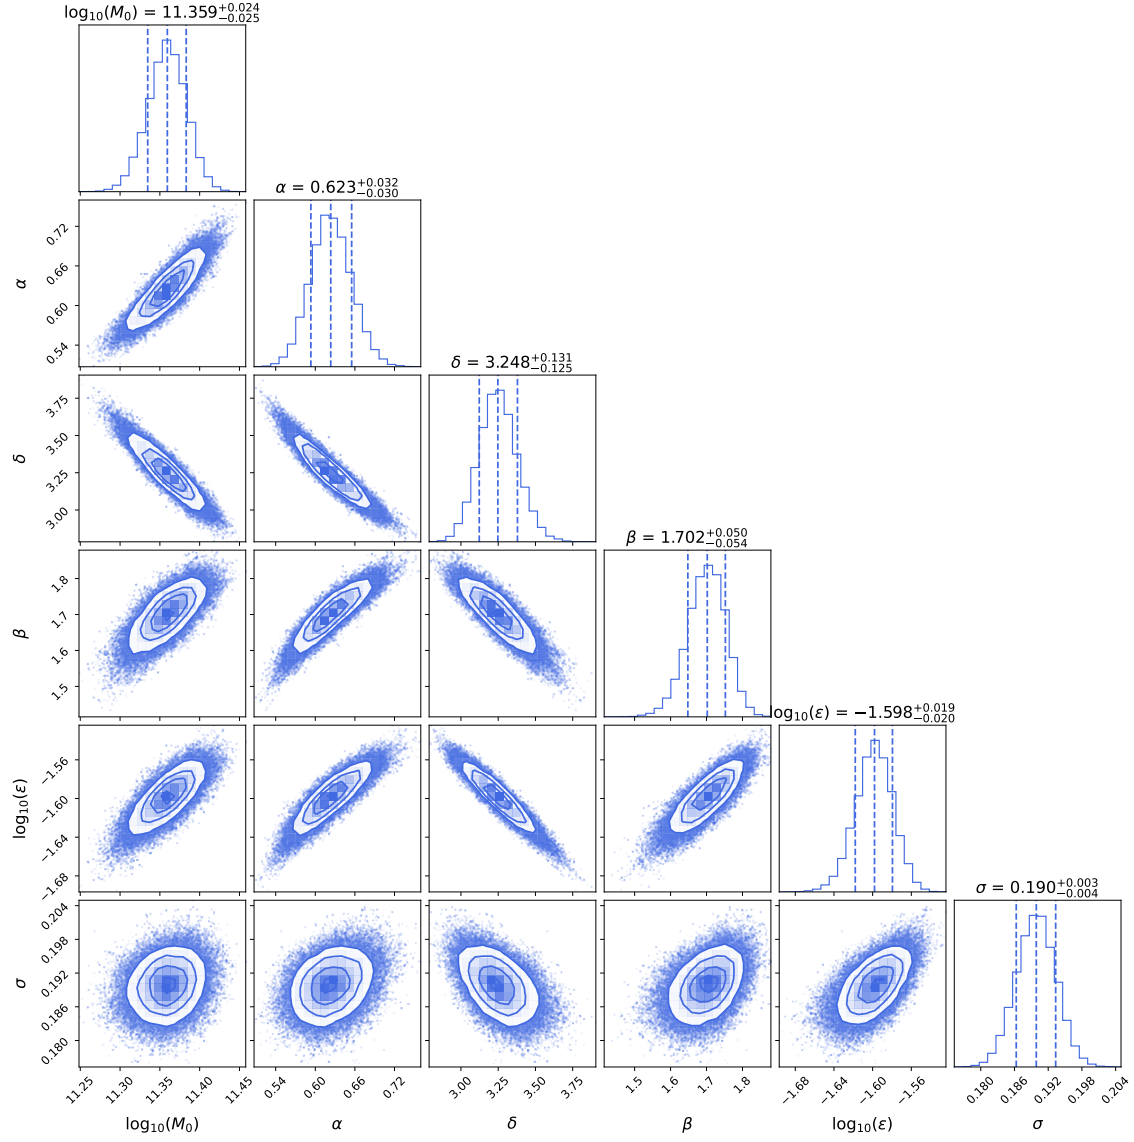 log₁₀(M₀) = 11.359⁺⁰·⁰²⁴₋₀.₀₂₅
α = 0.623⁺⁰·⁰³²₋₀.₀₃₀
0.72
0.66
0.60
0.54
α
δ = 3.248⁺⁰·¹³¹₋₀.₁₂₅
3.75
3.50
3.25
3.00
δ
β = 1.702⁺⁰·⁰⁵⁰₋₀.₀₅₄
1.8
1.7
1.6
1.5
β
log₁₀(ε) = −1.598⁺⁰·⁰¹⁹₋₀.₀₂₀
−1.56
−1.60
−1.64
−1.68
log₁₀(ε)
σ = 0.190⁺⁰·⁰⁰³₋₀.₀₀₄
0.204
0.198
0.192
0.186
0.180
σ
11.25 11.30 11.35 11.40 11.45 0.54 0.60 0.66 0.72 3.00 3.25 3.50 3.75 1.5 1.6 1.7 1.8 −1.68 −1.64 −1.60 −1.56 0.180 0.186 0.192 0.198 0.204
log₁₀(M₀) α δ β log₁₀(ε) σ